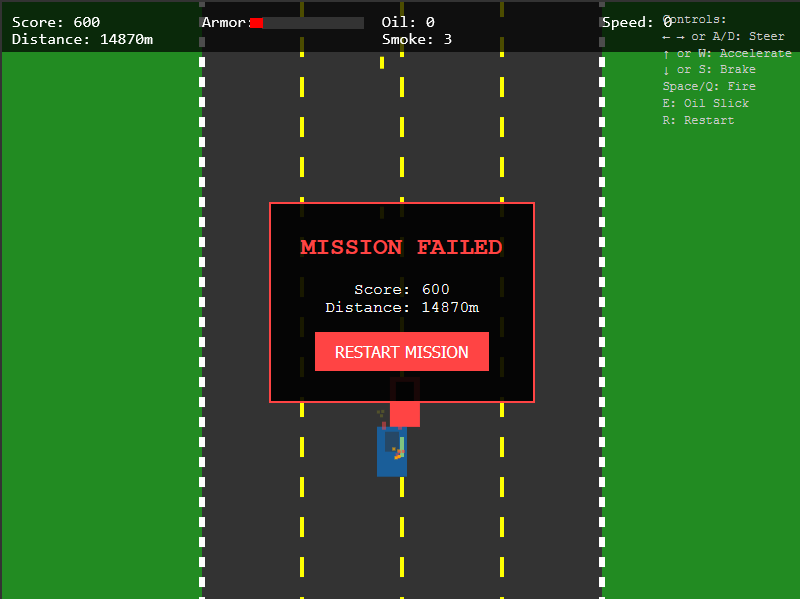 Score: 600
Distance: 14870m
Armor:
Oil: 0
Smoke: 3
Speed: 0
Controls:
← → or A/D: Steer
↑ or W: Accelerate
↓ or S: Brake
Space/Q: Fire
E: Oil Slick
R: Restart
MISSION FAILED
Score: 600
Distance: 14870m
RESTART MISSION